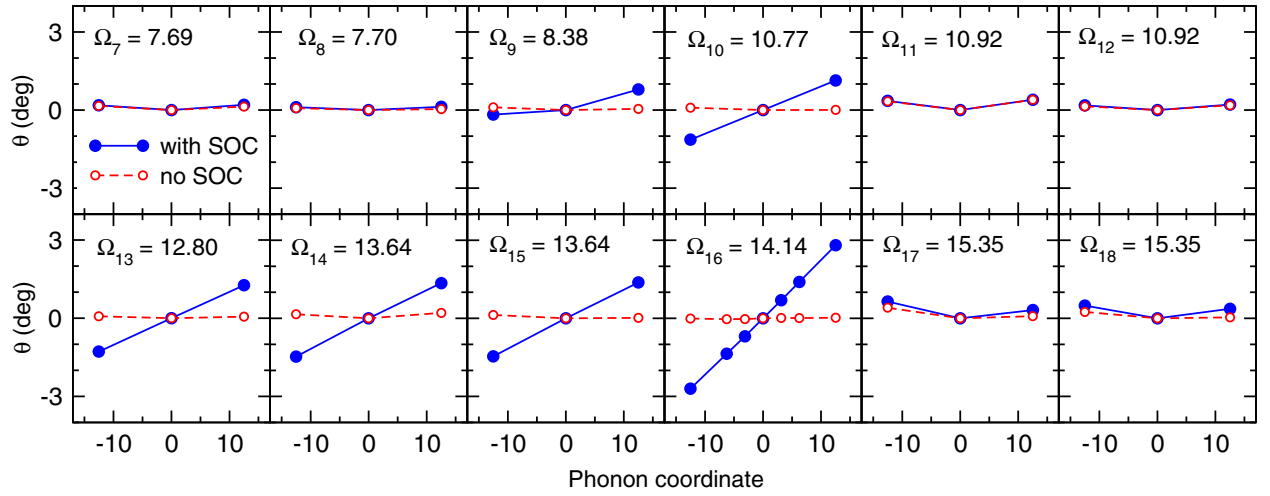 Ω7 = 7.69
Ω8 = 7.70
Ω9 = 8.38
Ω10 = 10.77
Ω11 = 10.92
Ω12 = 10.92
θ (deg)
3
0
-3
with SOC
no SOC
Ω13 = 12.80
Ω14 = 13.64
Ω15 = 13.64
Ω16 = 14.14
Ω17 = 15.35
Ω18 = 15.35
θ (deg)
3
0
-3
-10 0 10 -10 0 10 -10 0 10 -10 0 10 -10 0 10 -10 0 10
Phonon coordinate